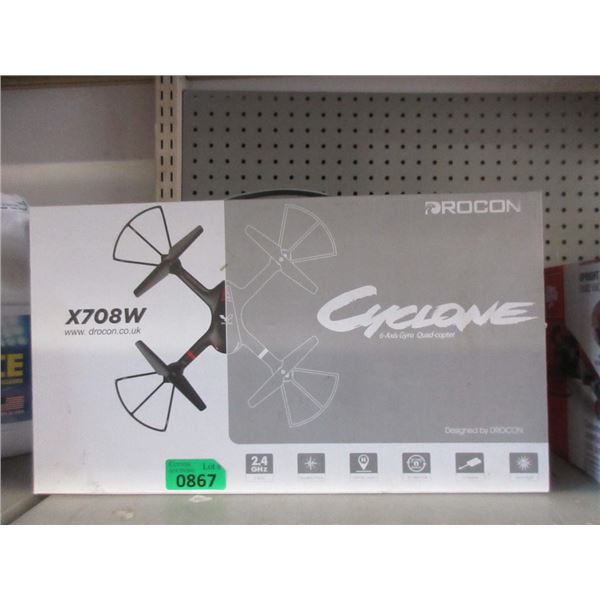 DROCON
X708W
www. drocon.co.uk
CYCLONE
6-Axis Gyro Quad-copter
Designed by DROCON
2.4
GHz
Lot #
0867
CE